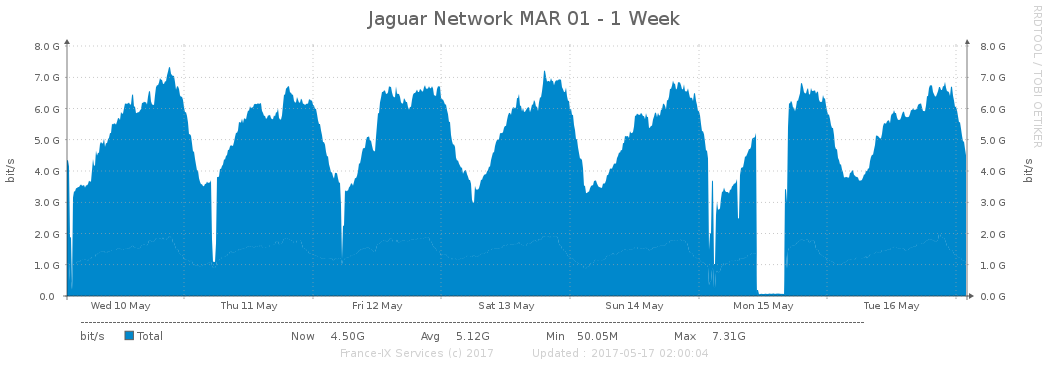 Jaguar Network MAR 01 - 1 Week
RRDTOOL / TOBI OETIKER
8.0 G 8.0 G
7.0 G 7.0 G
6.0 G 6.0 G
5.0 G 5.0 G
4.0 G 4.0 G
3.0 G 3.0 G
2.0 G 2.0 G
1.0 G 1.0 G
0.0 0.0 G
bit/s bit/s
Wed 10 May Thu 11 May Fri 12 May Sat 13 May Sun 14 May Mon 15 May Tue 16 May
bit/s Total Now 4.50G Avg 5.12G Min 50.05M Max 7.31G
France-IX Services (c) 2017 Updated : 2017-05-17 02:00:04